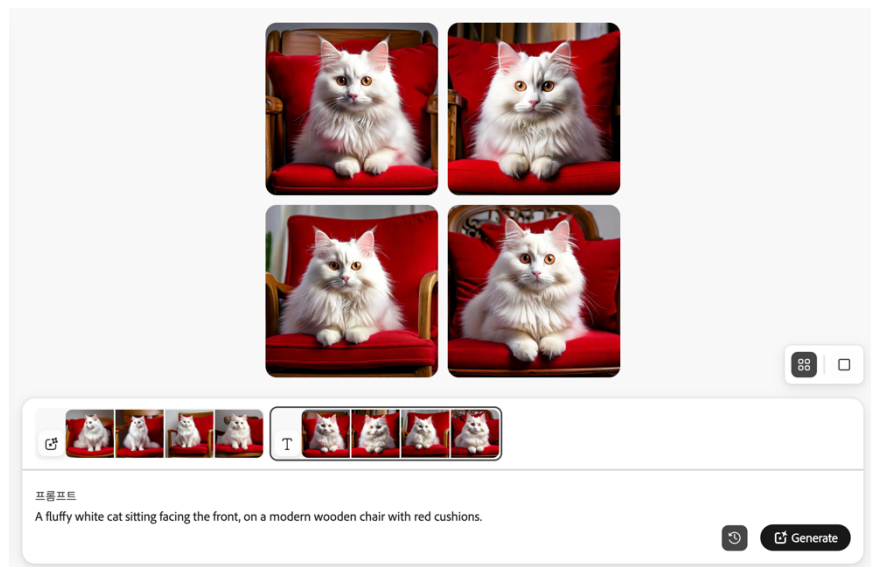 T
프롬프트
A fluffy white cat sitting facing the front, on a modern wooden chair with red cushions.
Generate